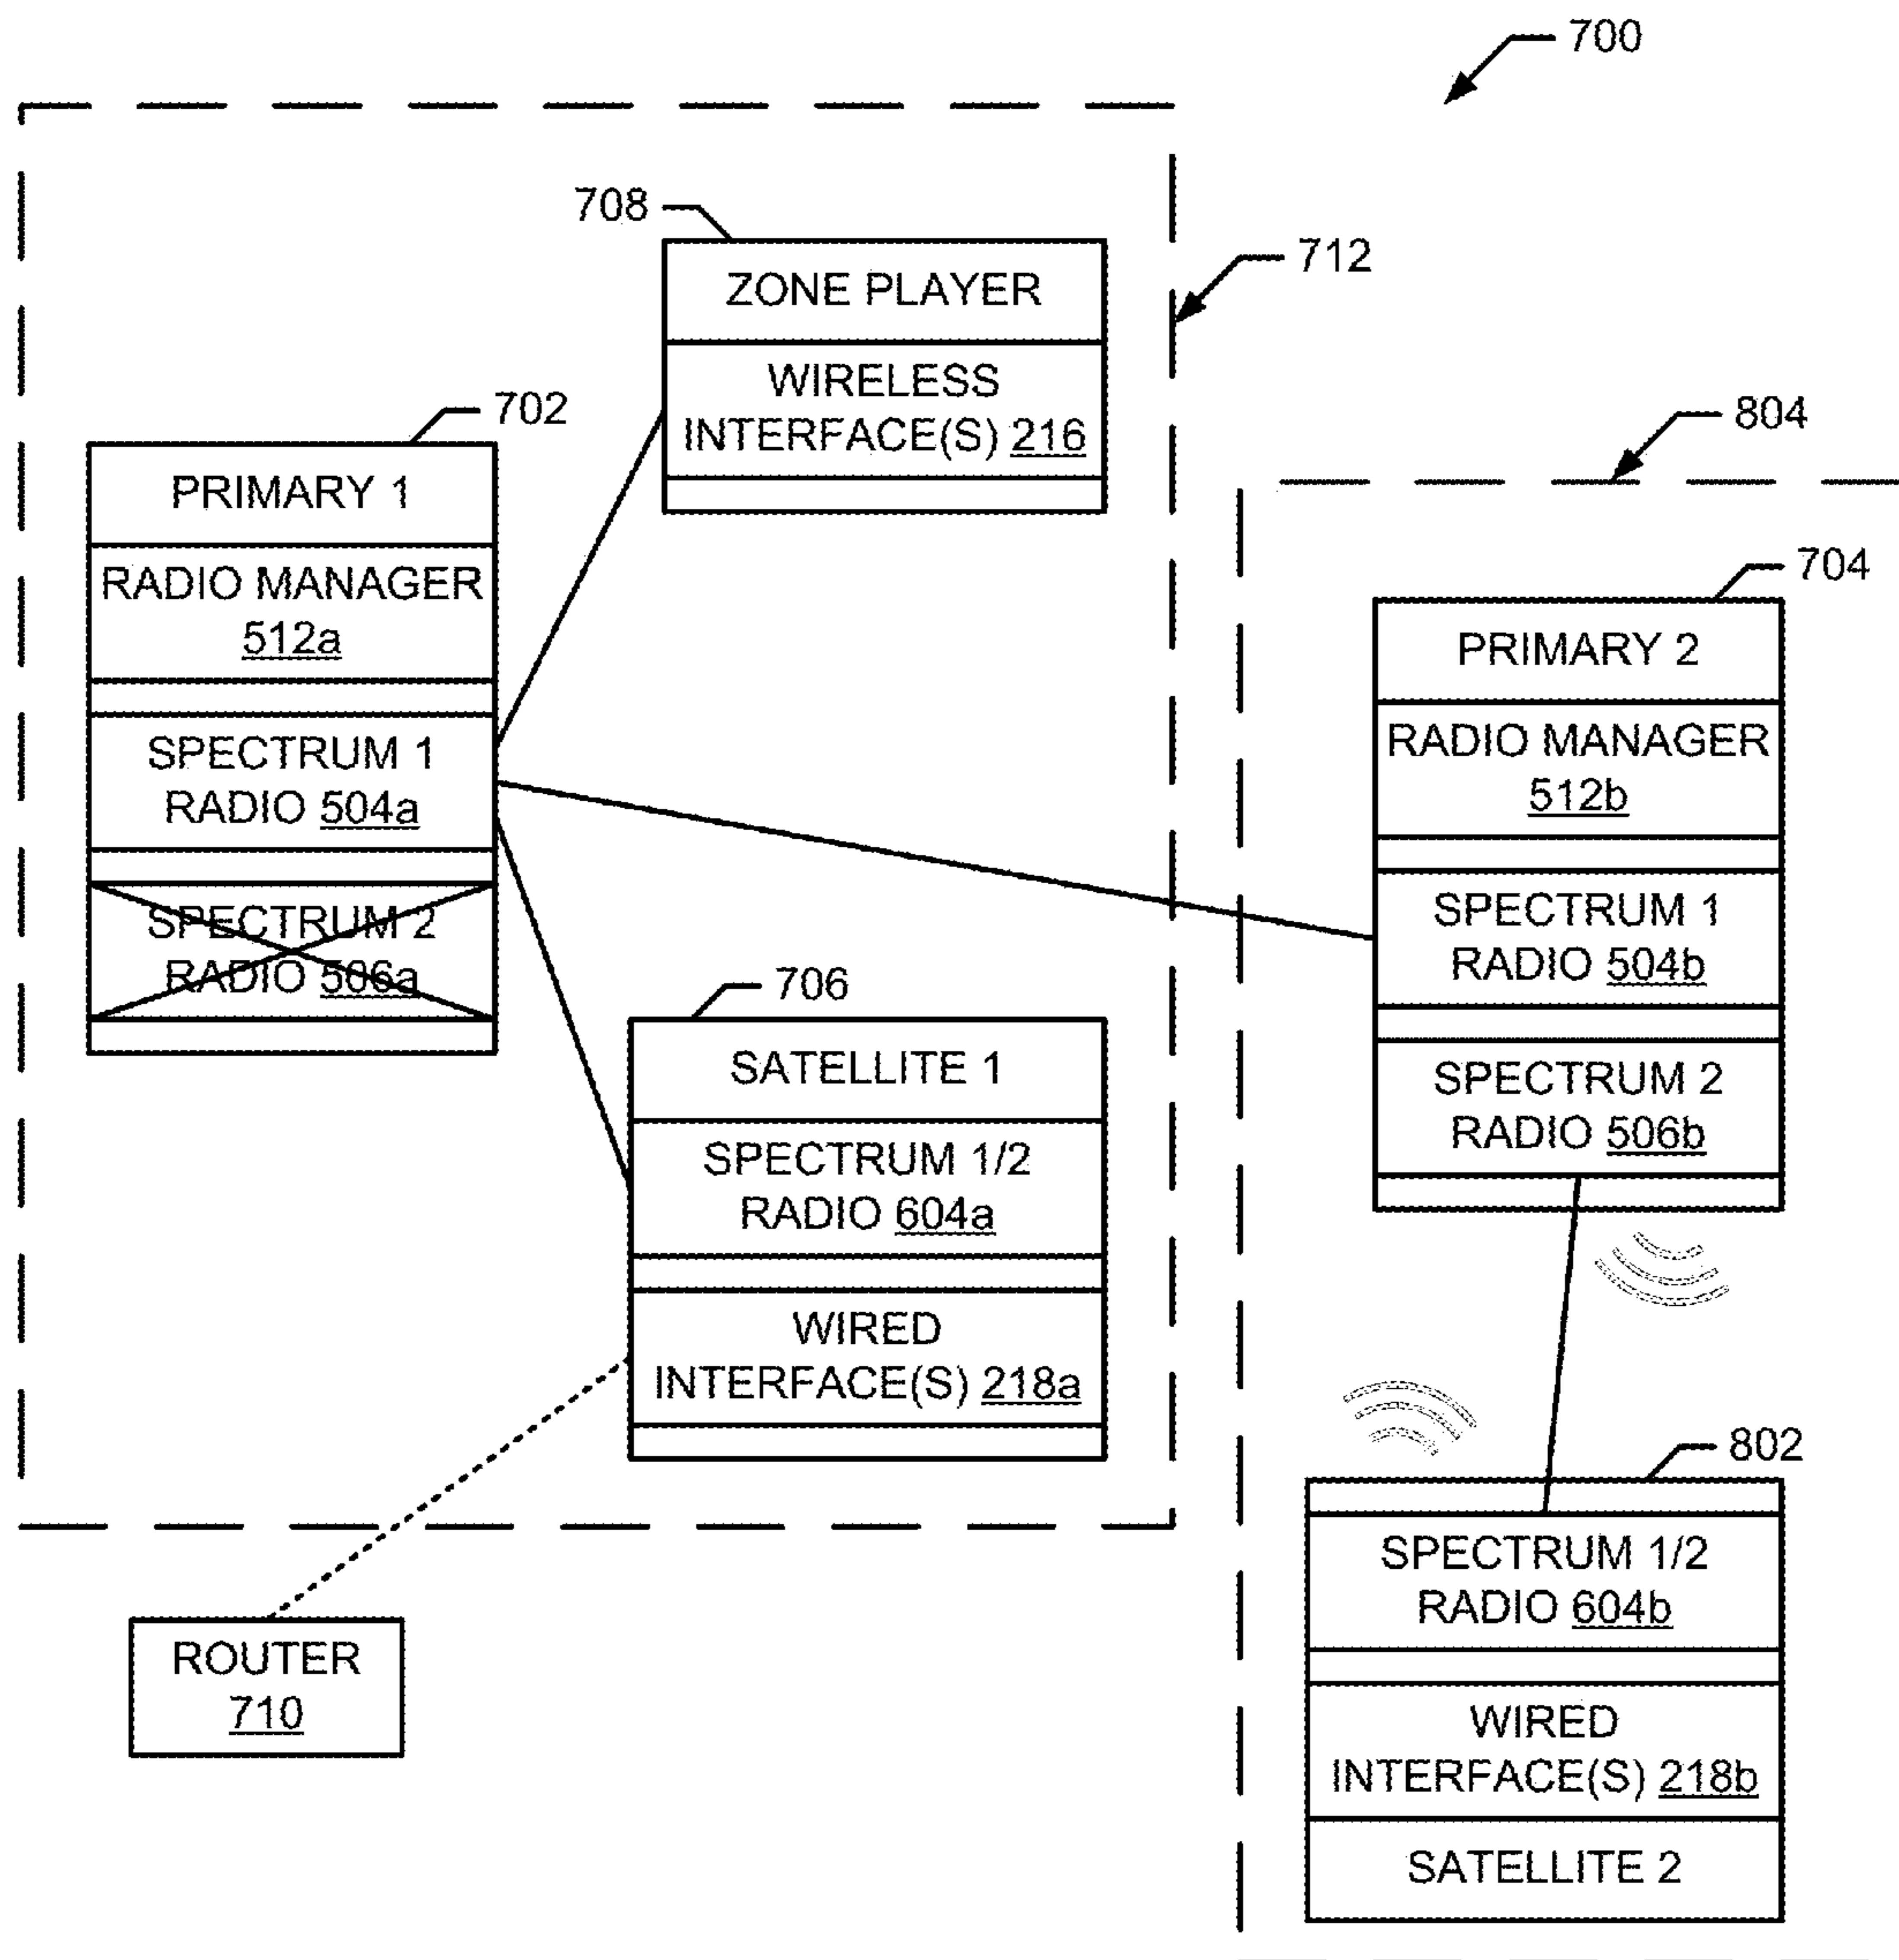 700
708
712
ZONE PLAYER
WIRELESS
INTERFACE(S) 216
702
PRIMARY 1
RADIO MANAGER
512a
SPECTRUM 1
RADIO 504a
SPECTRUM 2
RADIO 506a
804
704
PRIMARY 2
RADIO MANAGER
512b
SPECTRUM 1
RADIO 504b
SPECTRUM 2
RADIO 506b
706
SATELLITE 1
SPECTRUM 1/2
RADIO 604a
WIRED
INTERFACE(S) 218a
802
SPECTRUM 1/2
RADIO 604b
WIRED
INTERFACE(S) 218b
SATELLITE 2
ROUTER
710